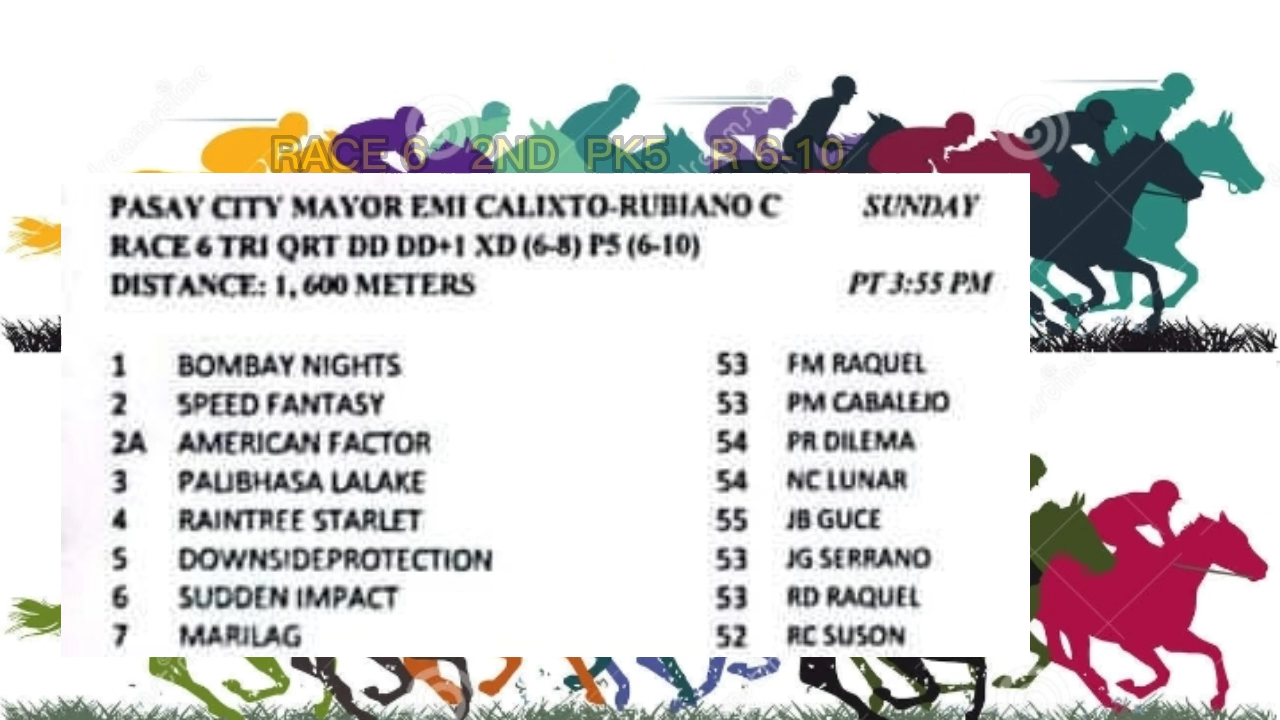 RACE 6 2ND PK5 R 6-10
PASAY CITY MAYOR EMI CALIXTO-RUBIANO C SUNDAY
RACE 6 TRI QRT DD DD+1 XD (6-8) P5 (6-10)
DISTANCE: 1, 600 METERS PT 3:55 PM
1 BOMBAY NIGHTS 53 FM RAQUEL
2 SPEED FANTASY 53 PM CABALEJO
2A AMERICAN FACTOR 54 PR DILEMA
3 PALIBHASA LALAKE 54 NC LUNAR
4 RAINTREE STARLET 55 JB GUCE
5 DOWNSIDEPROTECTION 53 JG SERRANO
6 SUDDEN IMPACT 53 RD RAQUEL
7 MARILAG 52 RC SUSON